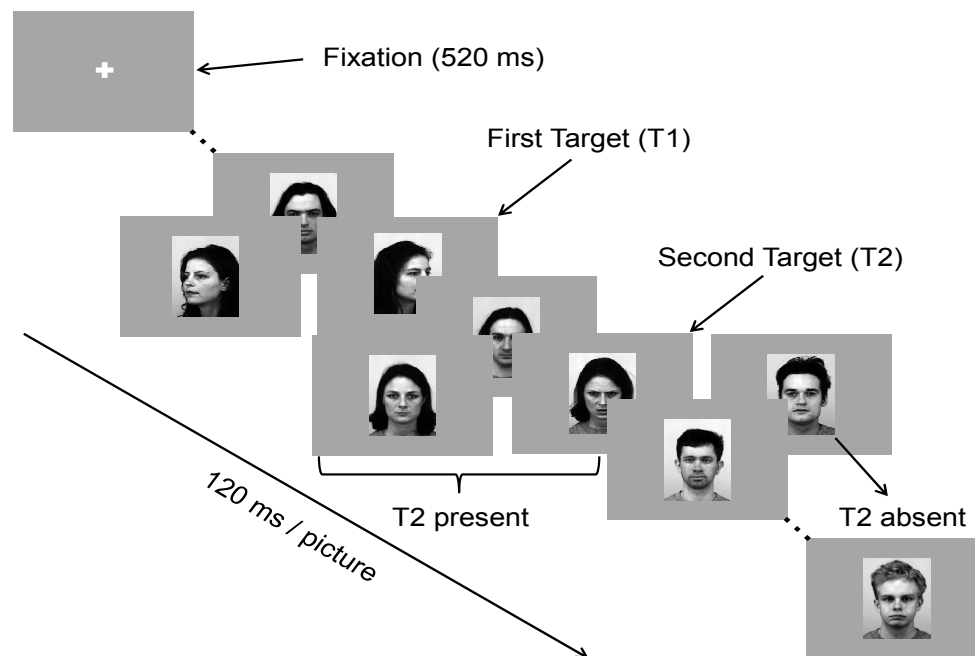 Fixation (520 ms)
First Target (T1)
Second Target (T2)
T2 present
T2 absent
120 ms / picture